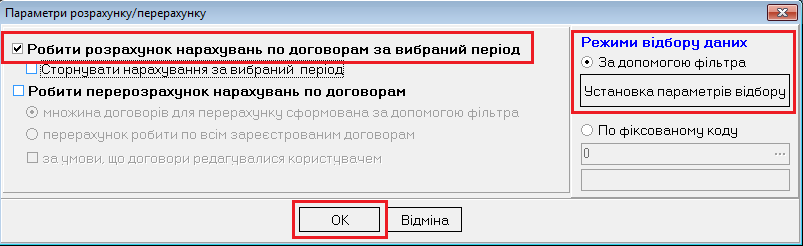 Параметри розрахунку/перерахунку
Робити розрахунок нарахувань по договорам за вибраний період
Сторнувати нарахування за вибраний період
Робити перерозрахунок нарахувань по договорам
множина договорів для перерахунку сформована за допомогою фільтра
перерахунок робити по всім зареєстрованим договорам
за умови, що договори редагувалися користувачем
Режими відбору даних
За допомогою фільтра
Установка параметрів відбору
По фіксованому коду
0 ...
OK
Відміна